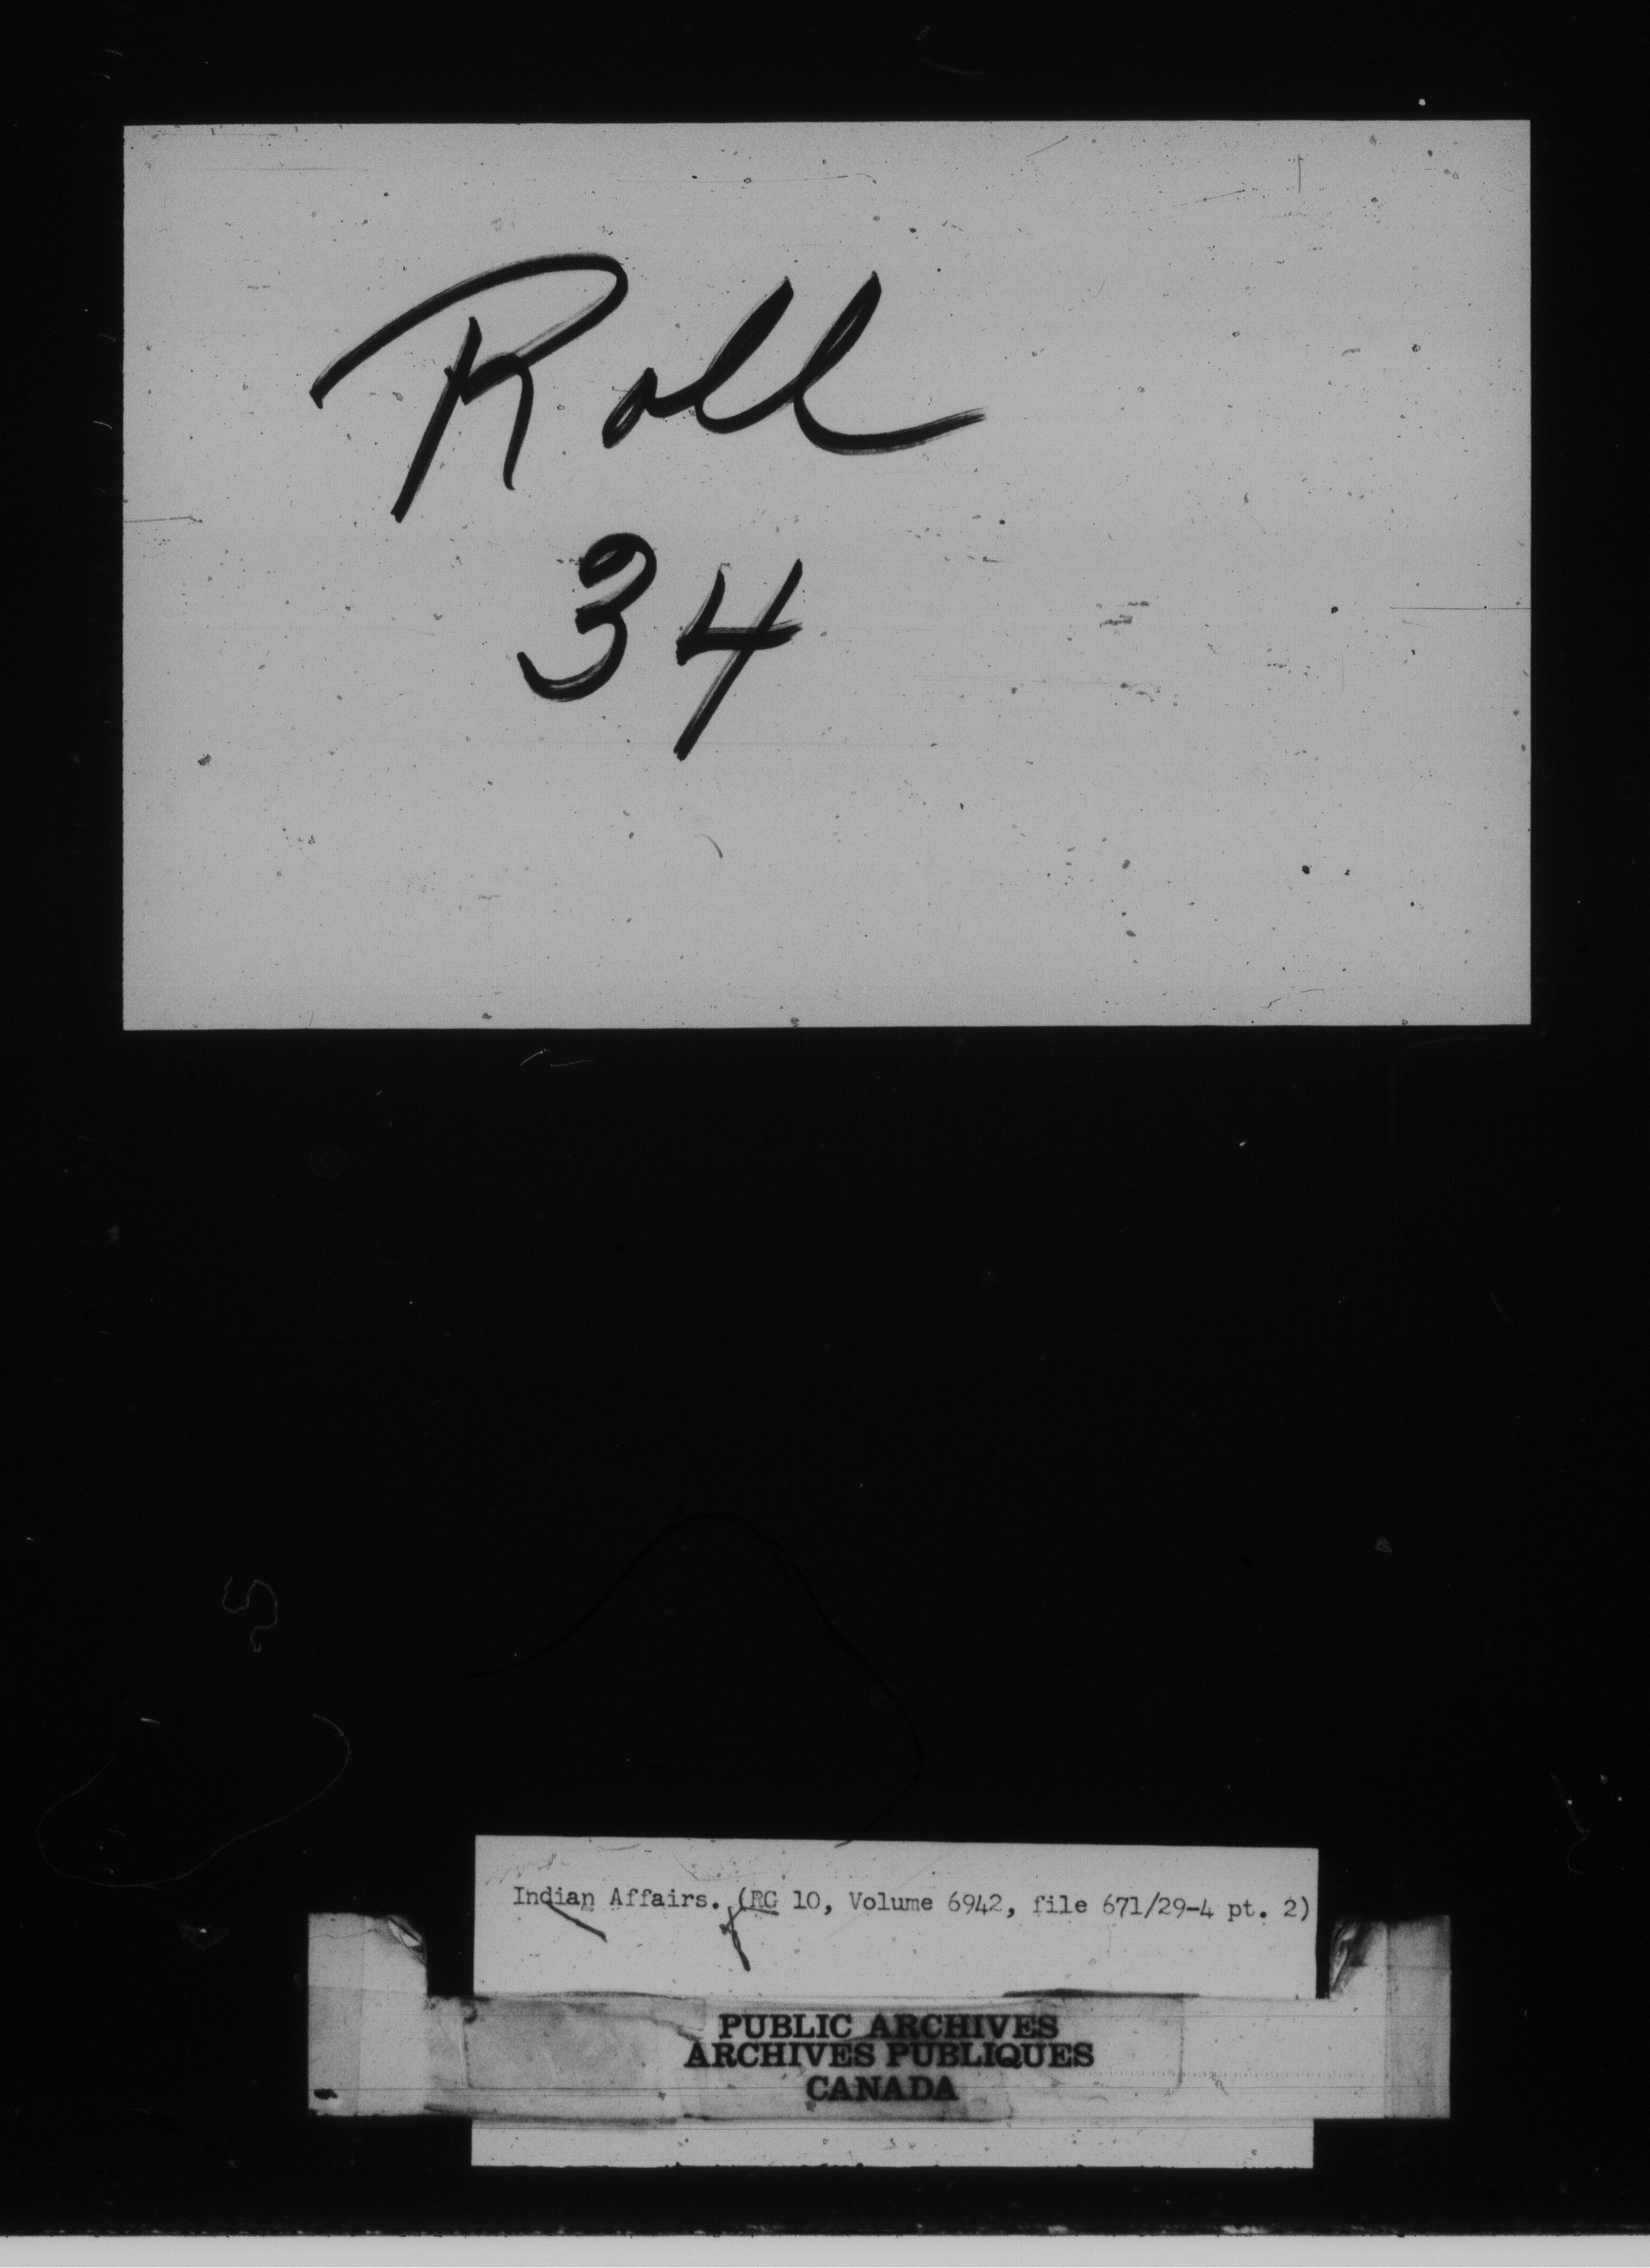 Roll
34
Indian Affairs. (RG 10, Volume 6942, file 671/29-4 pt. 2)
PUBLIC ARCHIVES
ARCHIVES PUBLIQUES
CANADA